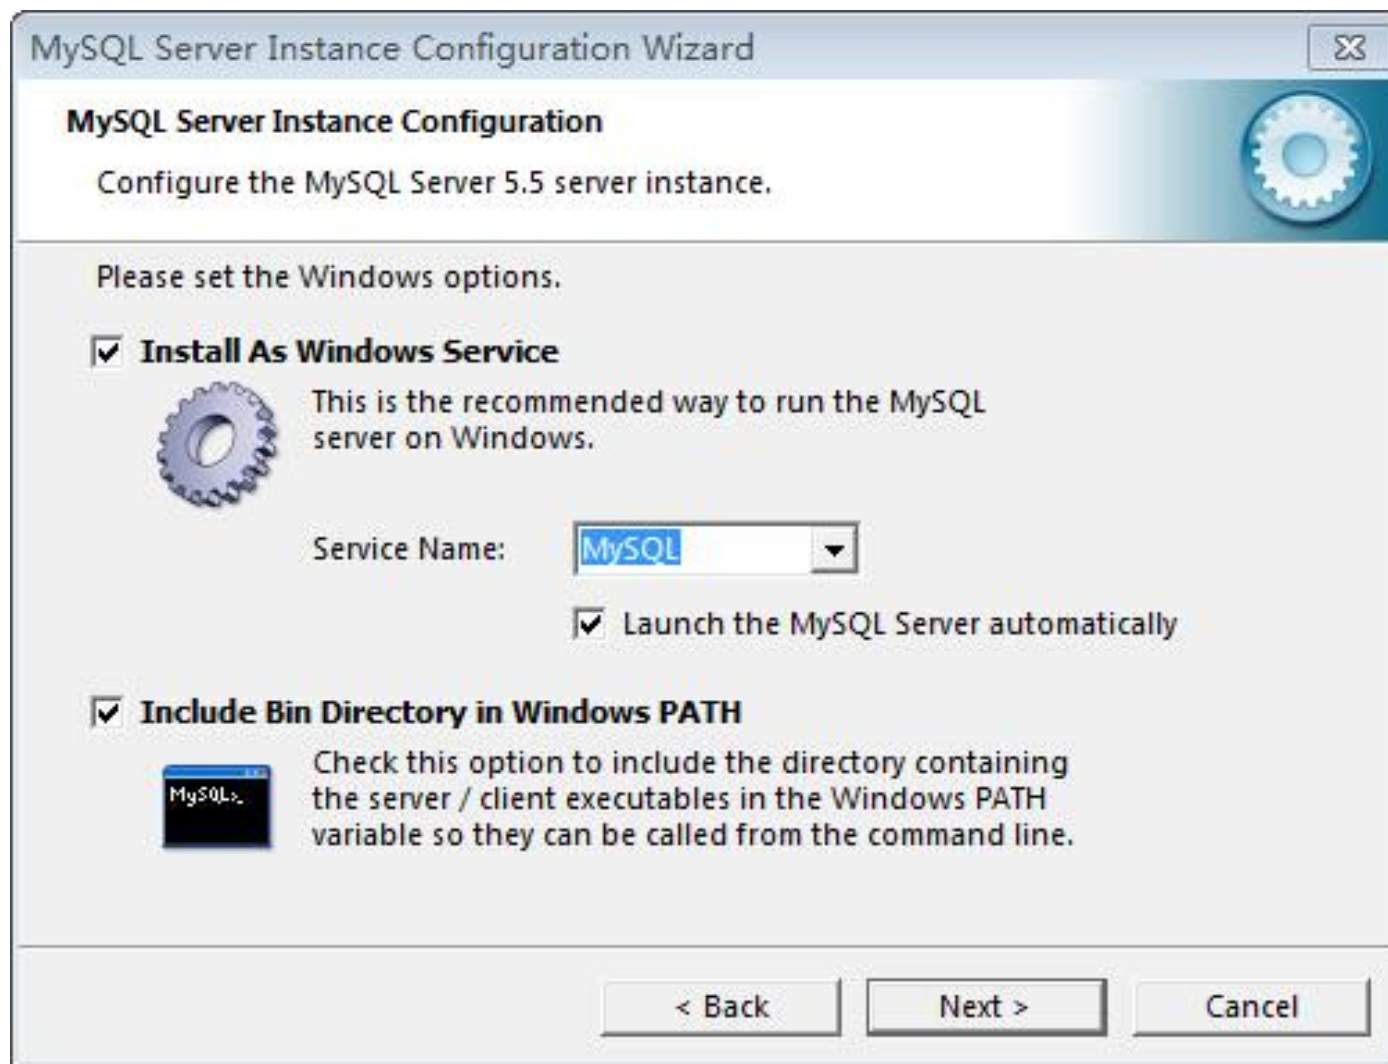 MySQL Server Instance Configuration Wizard
MySQL Server Instance Configuration
Configure the MySQL Server 5.5 server instance.
Please set the Windows options.
Install As Windows Service
This is the recommended way to run the MySQL
server on Windows.
Service Name: MySQL
Launch the MySQL Server automatically
Include Bin Directory in Windows PATH
Check this option to include the directory containing
MySQL>_
the server / client executables in the Windows PATH
variable so they can be called from the command line.
< Back Next > Cancel